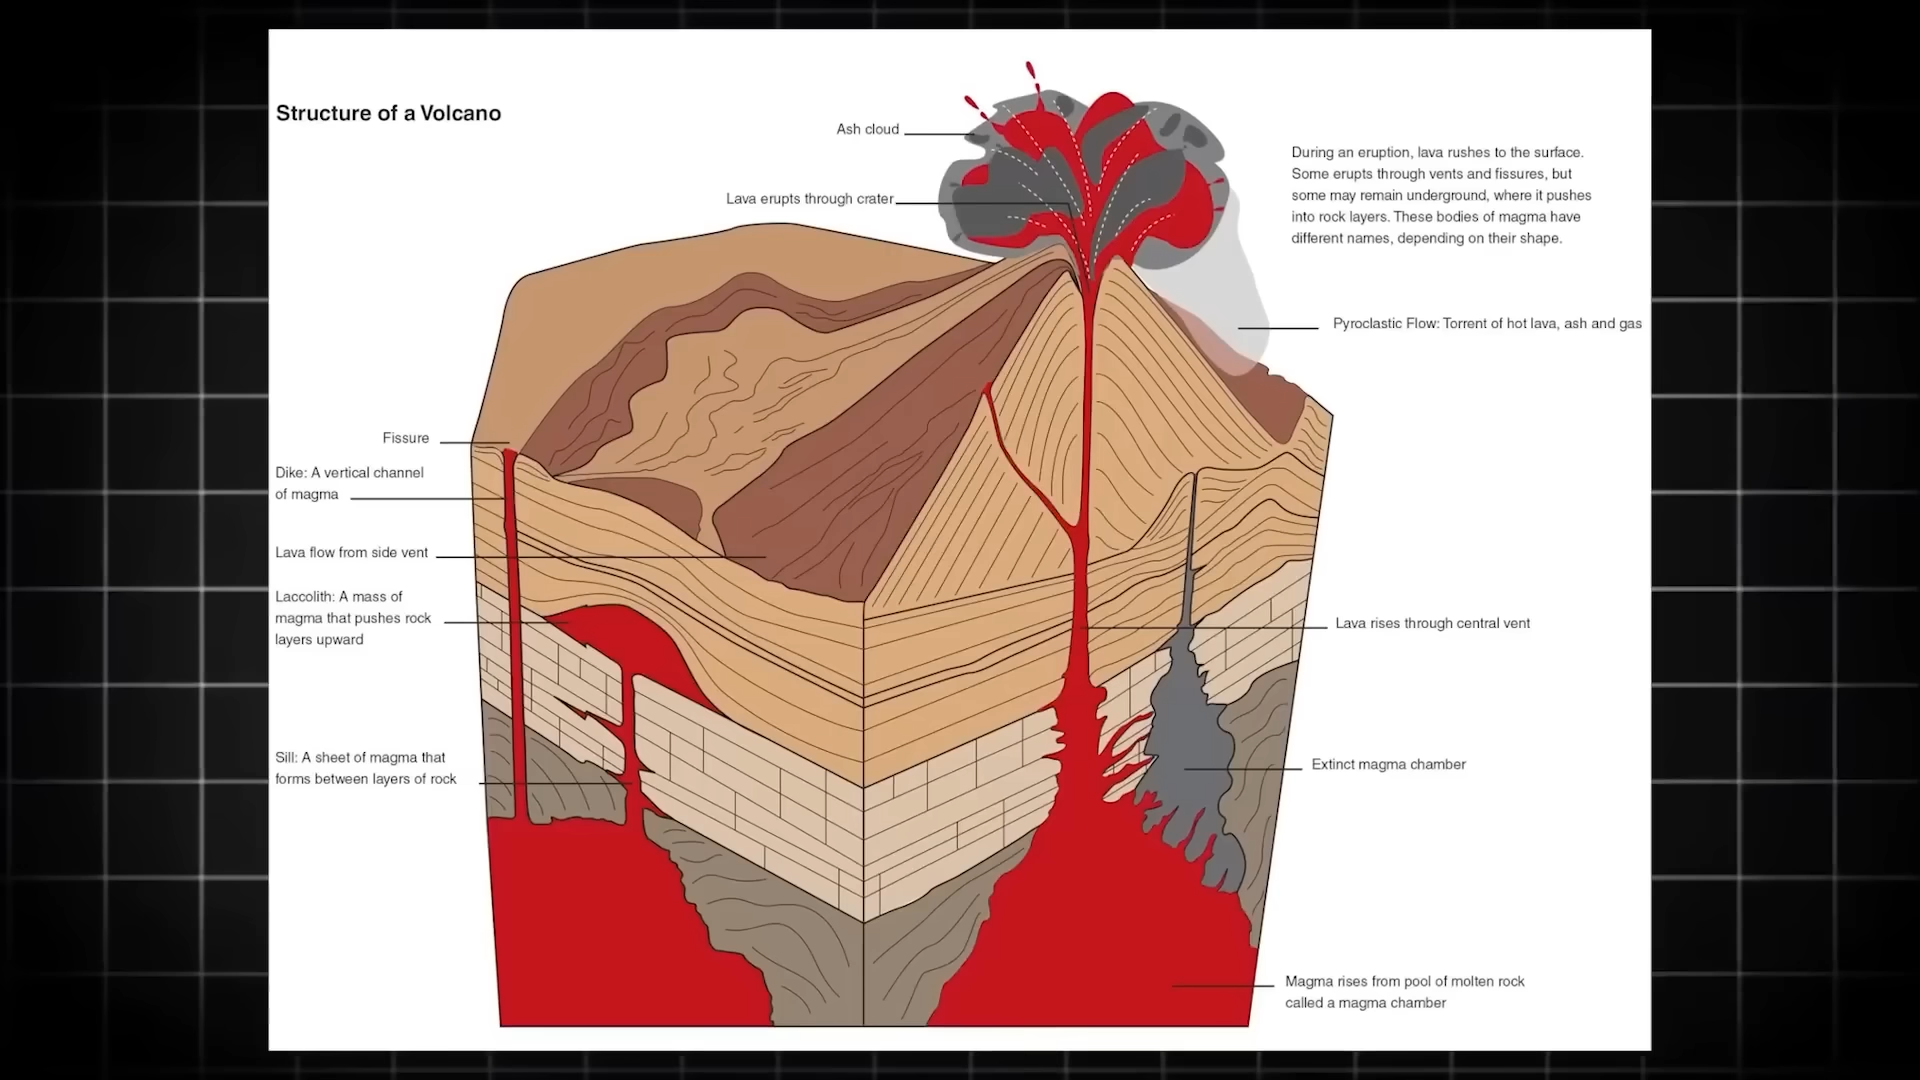 Structure of a Volcano
Ash cloud
Lava erupts through crater
During an eruption, lava rushes to the surface.
Some erupts through vents and fissures, but
some may remain underground, where it pushes
into rock layers. These bodies of magma have
different names, depending on their shape.
Pyroclastic Flow: Torrent of hot lava, ash and gas
Fissure
Dike: A vertical channel
of magma
Lava flow from side vent
Laccolith: A mass of
magma that pushes rock
layers upward
Sill: A sheet of magma that
forms between layers of rock
Lava rises through central vent
Extinct magma chamber
Magma rises from pool of molten rock
called a magma chamber